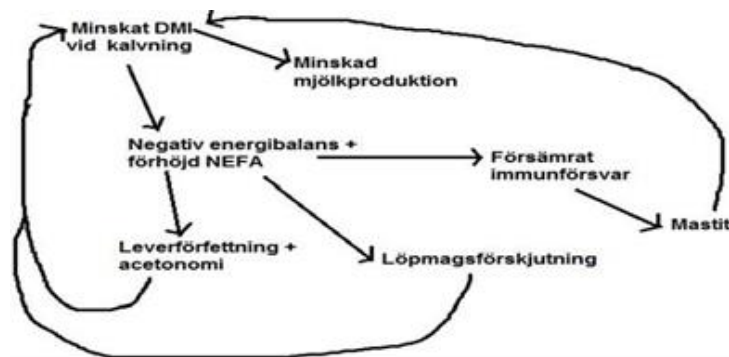 Minskat DMI
vid kalvning
Minskad
mjölkproduktion
Negativ energibalans +
förhöjd NEFA
Försämrat
immunförsvar
Mastit
Leverförfettning +
acetonomi
Löpmagsförskjutning